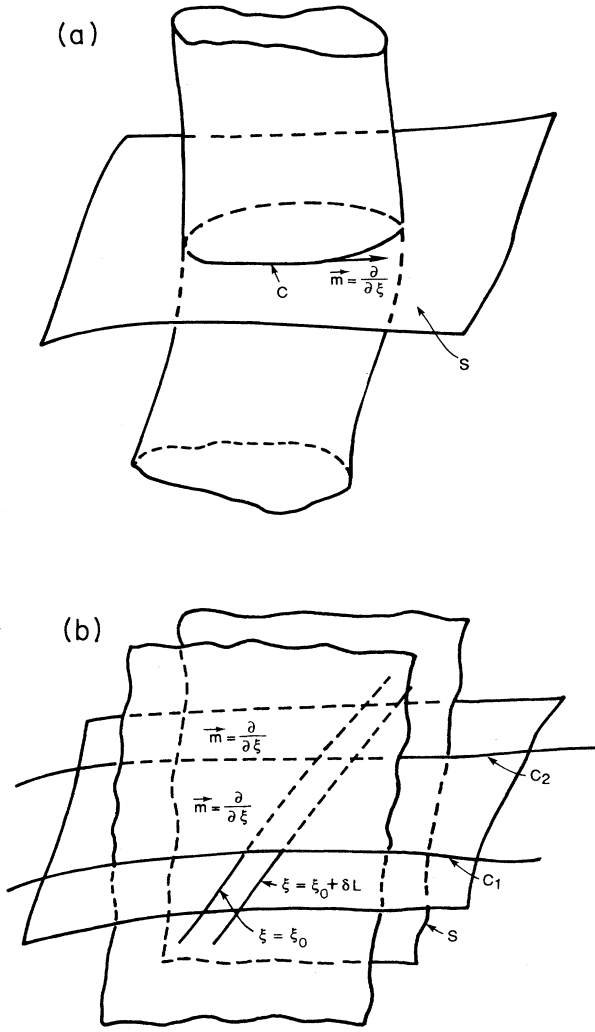 (a)
C
m⃗ = ∂/∂ξ
S
(b)
m⃗ = ∂/∂ξ
C₂
m⃗ = ∂/∂ξ
C₁
ξ = ξ₀ + δL
ξ = ξ₀
S